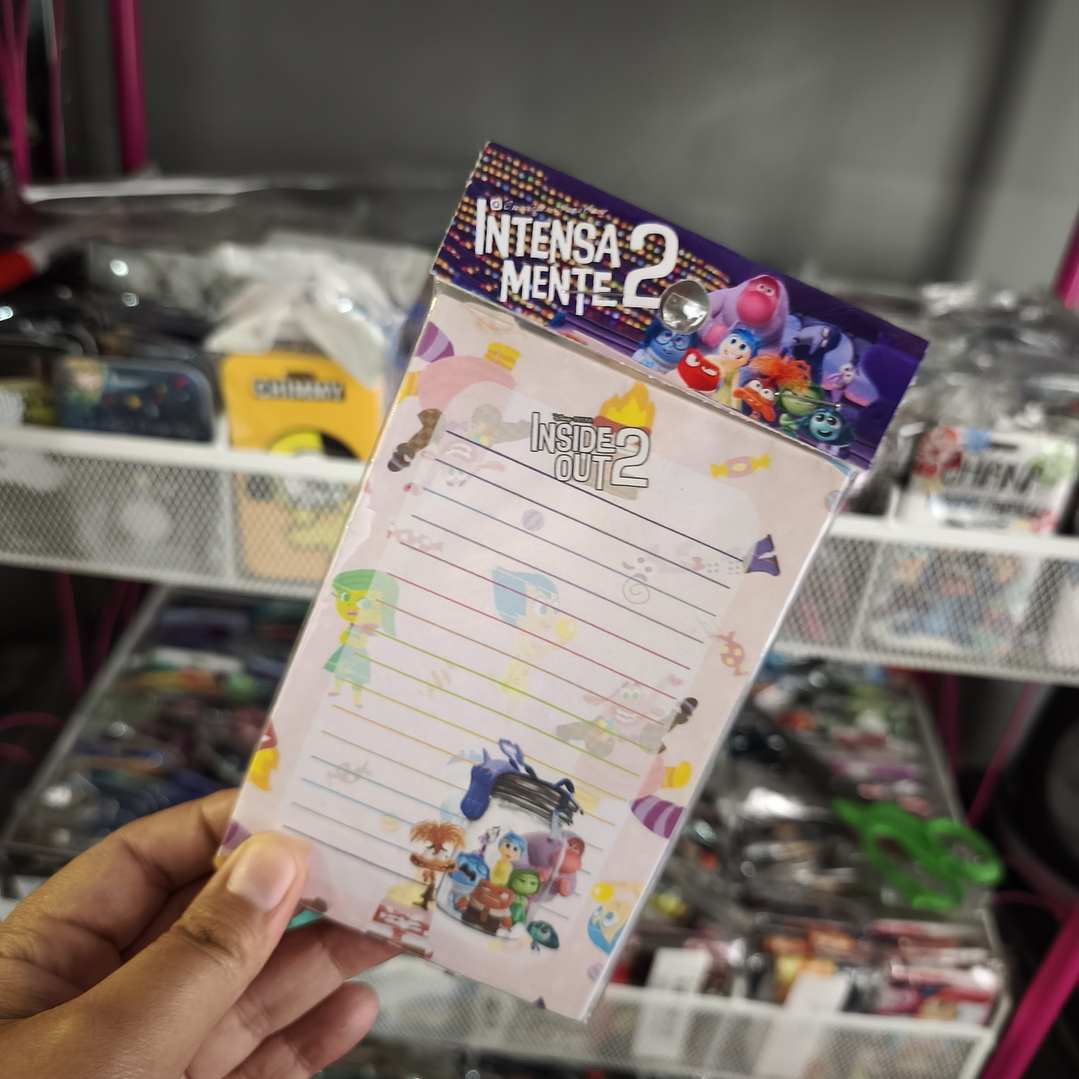 INTENSA
MENTE 2
INSIDE
OUT 2
CHIMMY